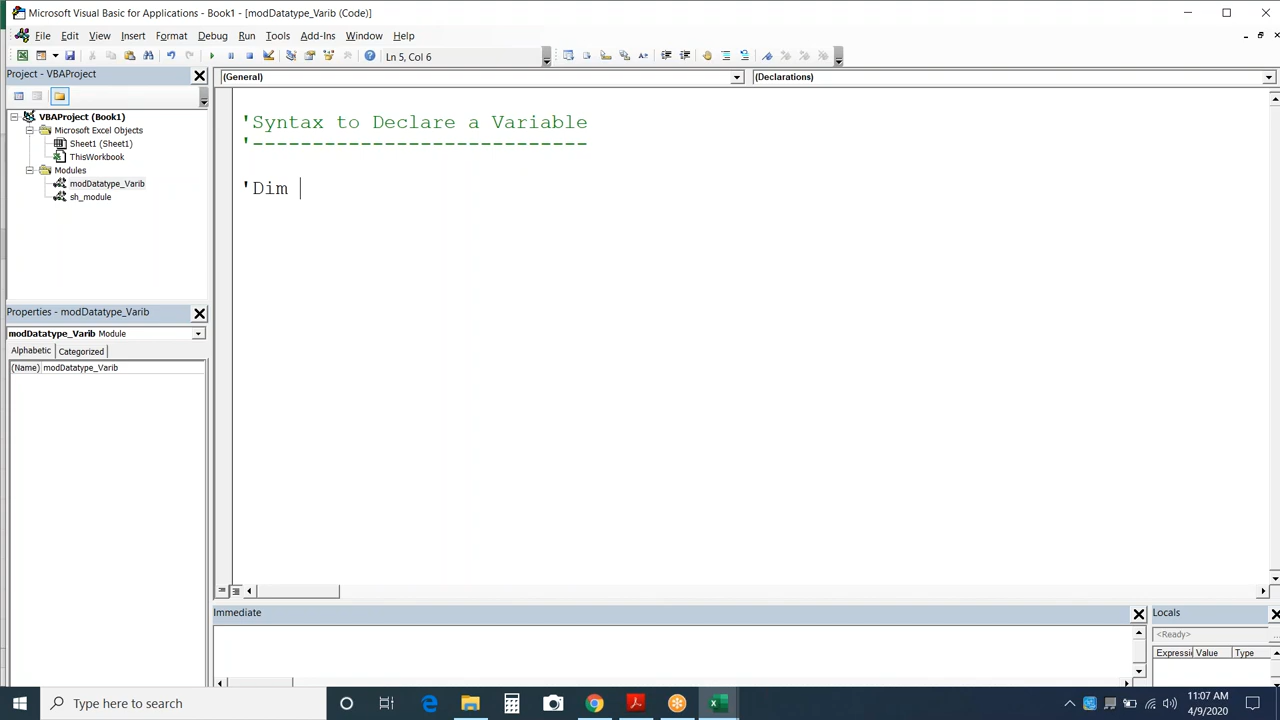 Microsoft Visual Basic for Applications - Book1 - [modDatatype_Varib (Code)]
File Edit View Insert Format Debug Run Tools Add-Ins Window Help
Ln 5, Col 6
Project - VBAProject
(General)
(Declarations)
VBAProject (Book1)
Microsoft Excel Objects
Sheet1 (Sheet1)
ThisWorkbook
Modules
modDatatype_Varib
sh_module
'Syntax to Declare a Variable
'----------------------------
'Dim
Properties - modDatatype_Varib
modDatatype_Varib Module
Alphabetic Categorized
(Name) modDatatype_Varib
Immediate
Locals
<Ready>
...
Expressi Value Type
Type here to search
11:07 AM
4/9/2020